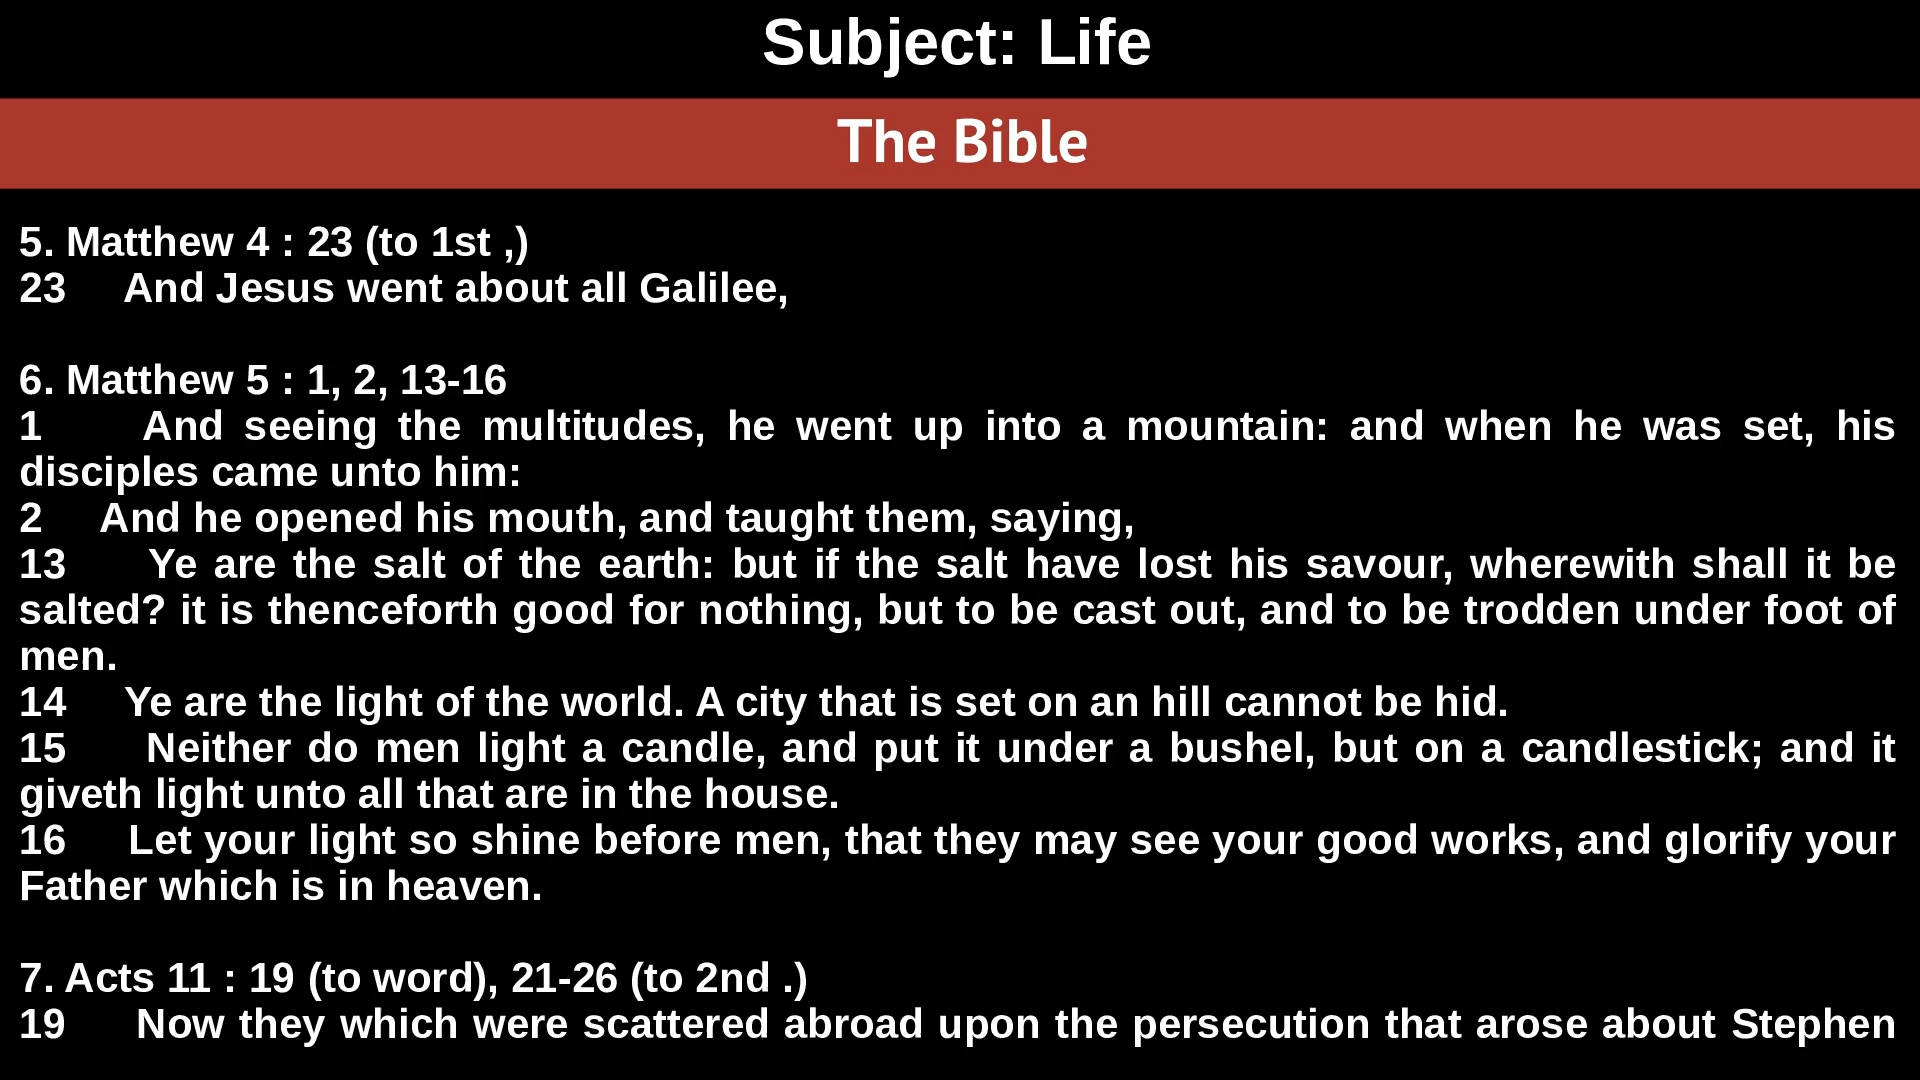 Subject: Life
The Bible
5. Matthew 4 : 23 (to 1st ,)
23 And Jesus went about all Galilee,
6. Matthew 5 : 1, 2, 13-16
1 And seeing the multitudes, he went up into a mountain: and when he was set, his
disciples came unto him:
2 And he opened his mouth, and taught them, saying,
13 Ye are the salt of the earth: but if the salt have lost his savour, wherewith shall it be
salted? it is thenceforth good for nothing, but to be cast out, and to be trodden under foot of
men.
14 Ye are the light of the world. A city that is set on an hill cannot be hid.
15 Neither do men light a candle, and put it under a bushel, but on a candlestick; and it
giveth light unto all that are in the house.
16 Let your light so shine before men, that they may see your good works, and glorify your
Father which is in heaven.
7. Acts 11 : 19 (to word), 21-26 (to 2nd .)
19 Now they which were scattered abroad upon the persecution that arose about Stephen